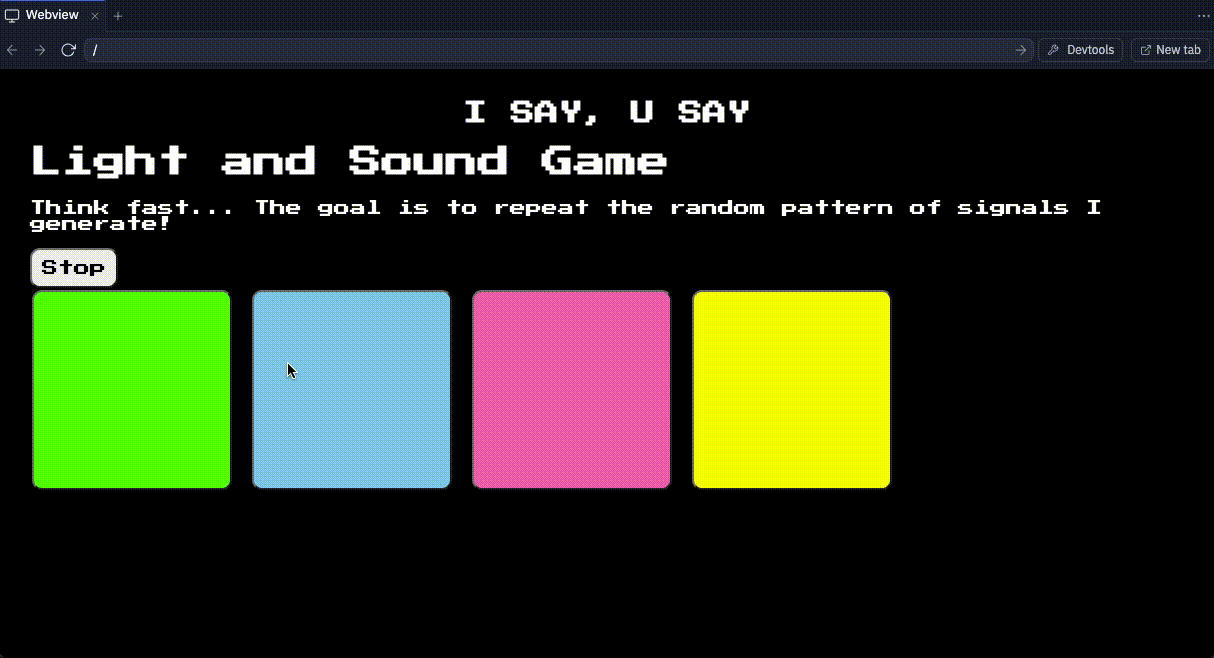 Webview
/
Devtools
New tab
I SAY, U SAY
Light and Sound Game
Think fast... The goal is to repeat the random pattern of signals I
generate!
Stop